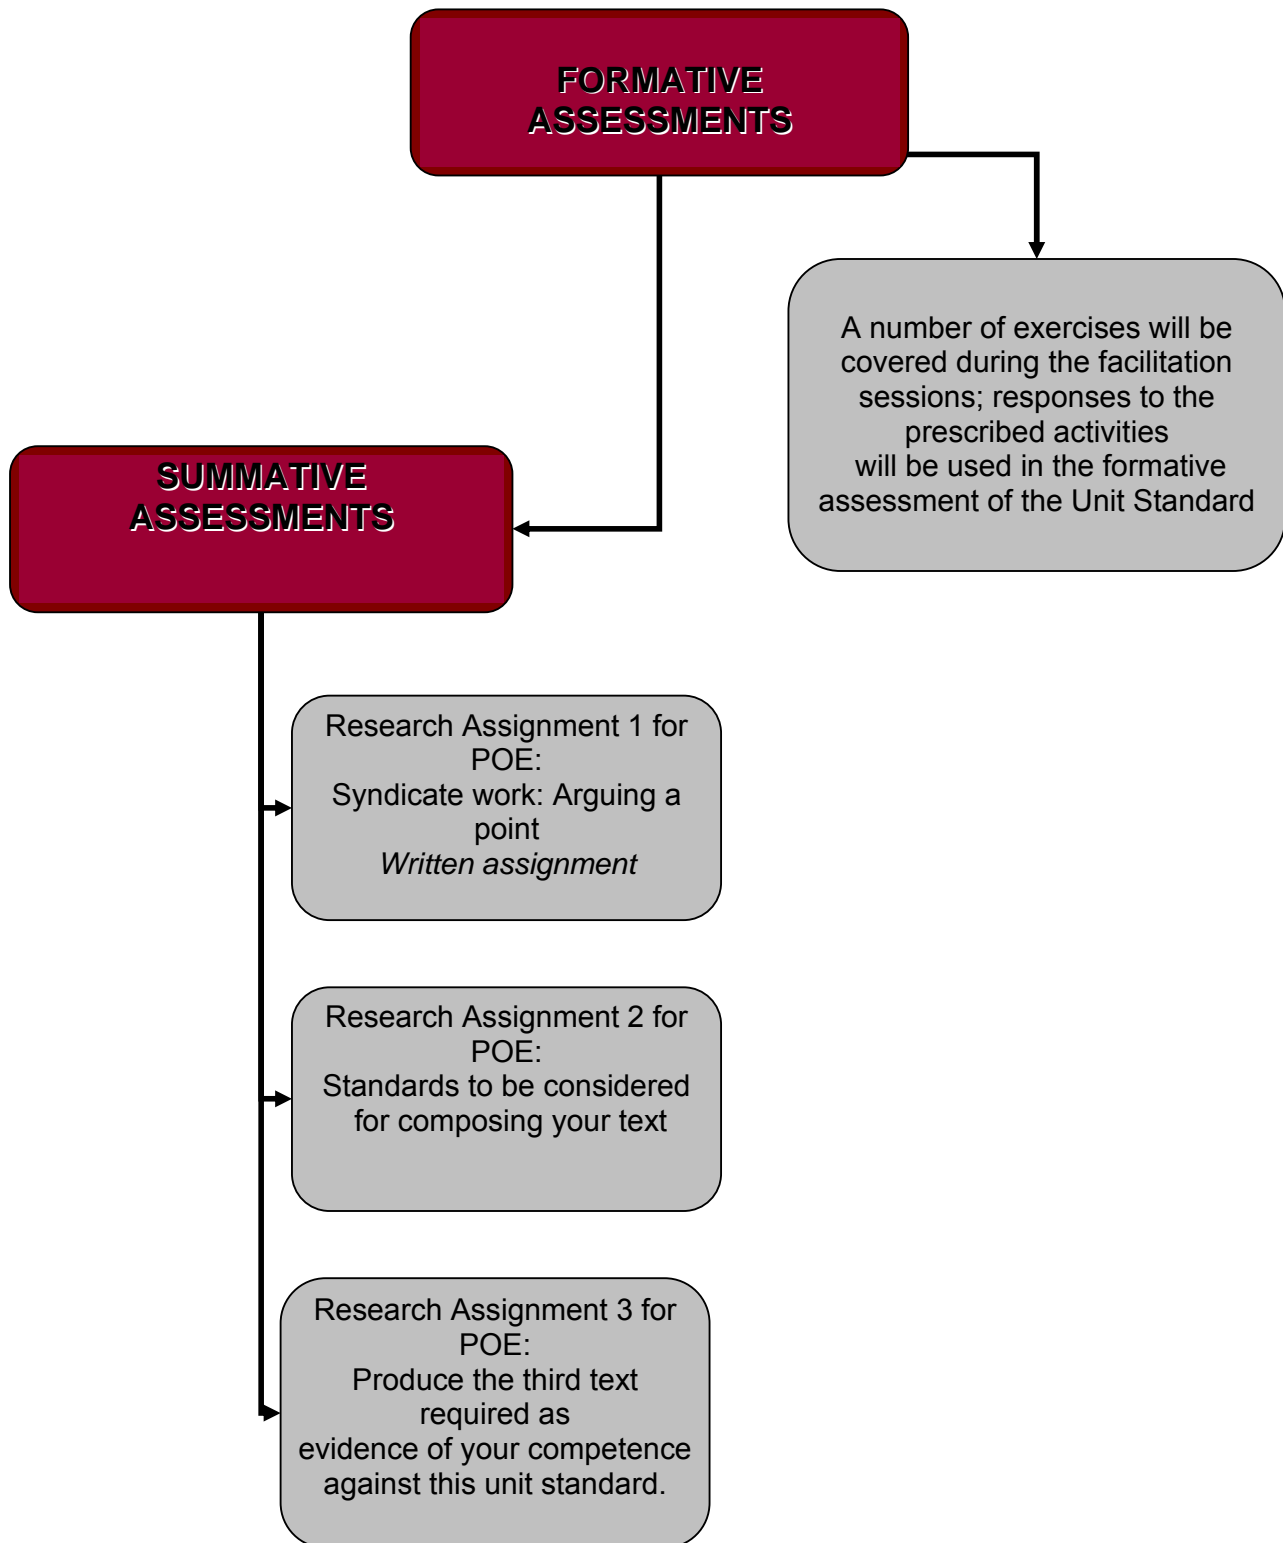 FORMATIVE
ASSESSMENTS
A number of exercises will be
covered during the facilitation
sessions; responses to the
prescribed activities
will be used in the formative
assessment of the Unit Standard
SUMMATIVE
ASSESSMENTS
Research Assignment 1 for
POE:
Syndicate work: Arguing a
point
Written assignment
Research Assignment 2 for
POE:
Standards to be considered
for composing your text
Research Assignment 3 for
POE:
Produce the third text
required as
evidence of your competence
against this unit standard.